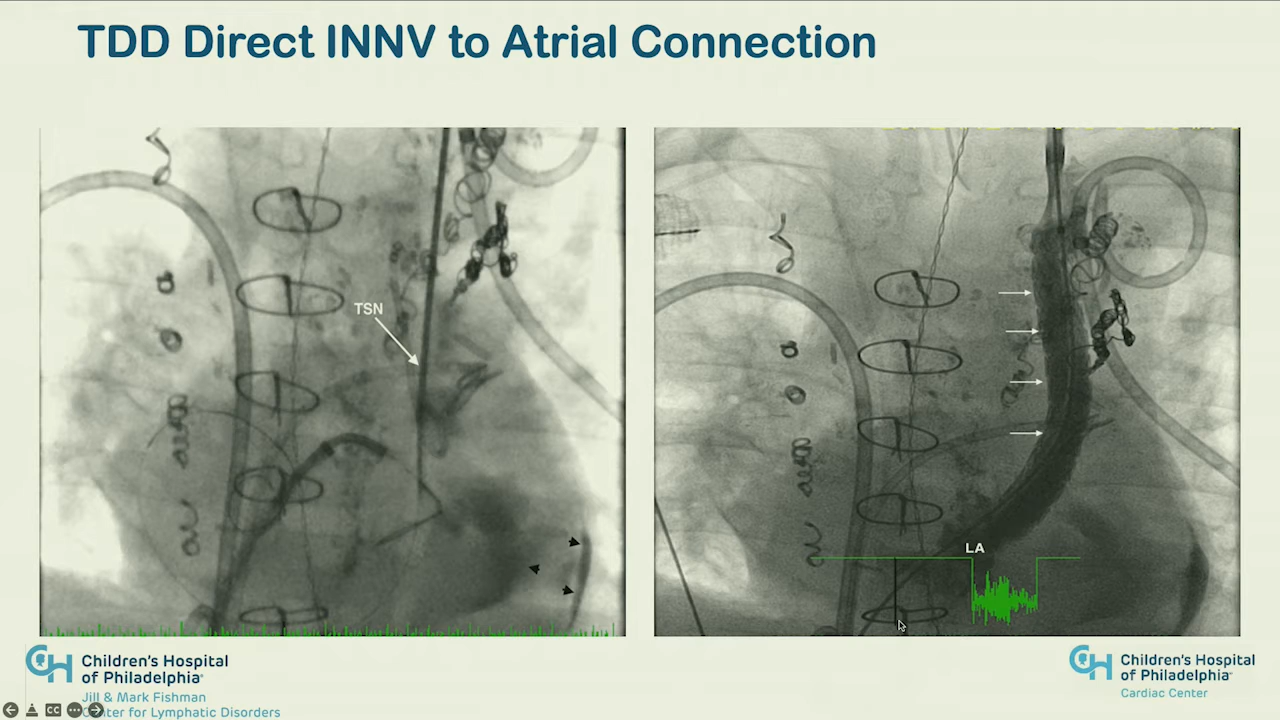 TDD Direct INNV to Atrial Connection
TSN
LA
Children's Hospital
of Philadelphia
Jill & Mark Fishman
Center for Lymphatic Disorders
CC
Children's Hospital
of Philadelphia
Cardiac Center